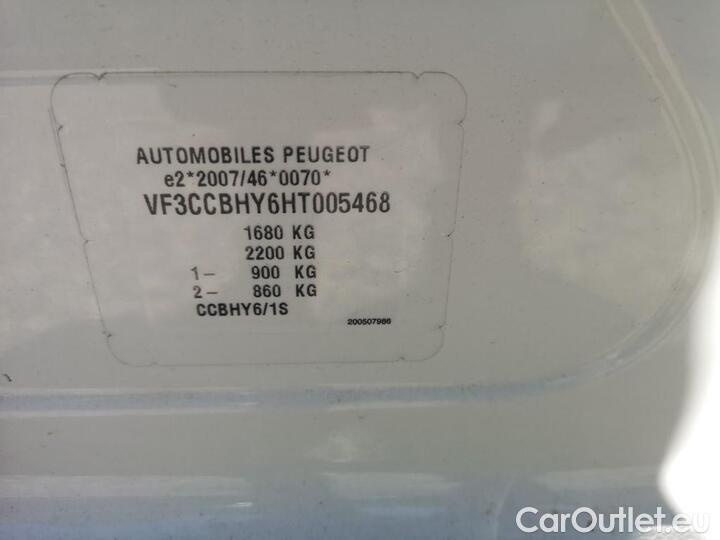 AUTOMOBILES PEUGEOT
e2*2007/46*0070*
VF3CCBHY6HT005468
1680 KG
2200 KG
1- 900 KG
2- 860 KG
CCBHY6/1S
200507986
CarOutlet.eu